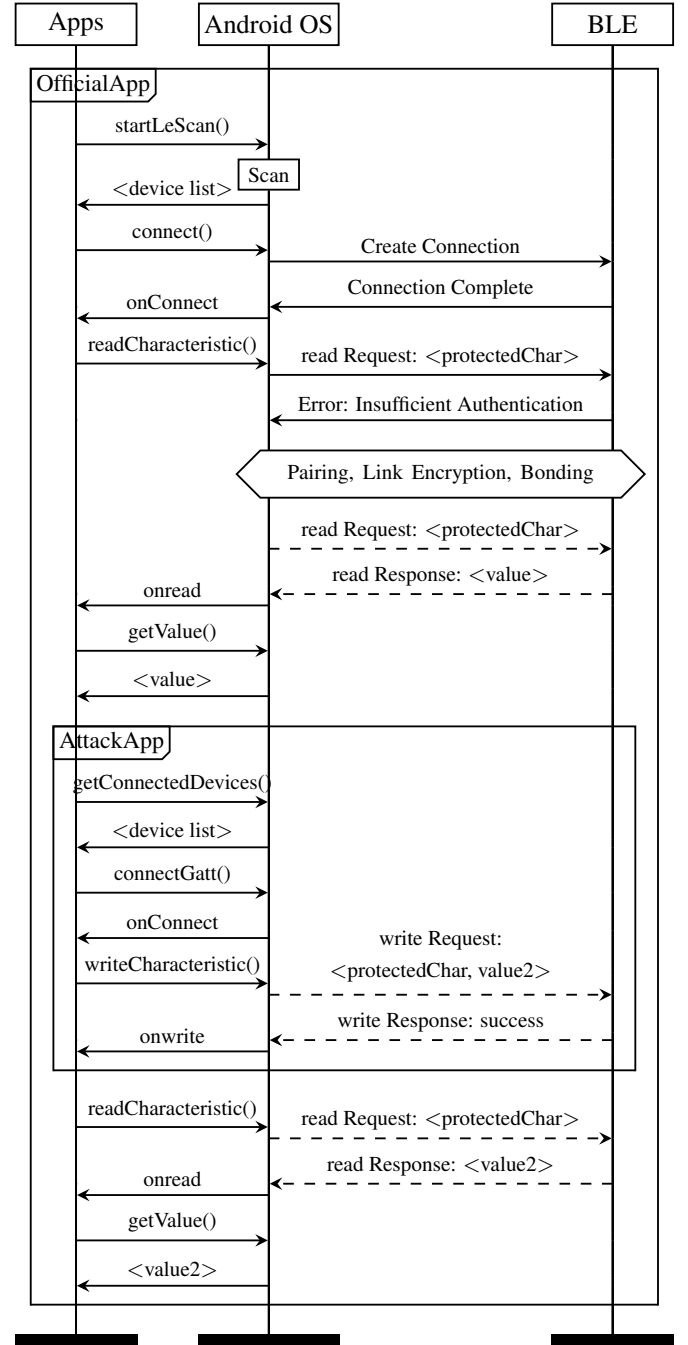 Apps
Android OS
BLE
OfficialApp
startLeScan()
Scan
<device list>
connect()
Create Connection
Connection Complete
onConnect
readCharacteristic()
read Request: <protectedChar>
Error: Insufficient Authentication
Pairing, Link Encryption, Bonding
read Request: <protectedChar>
read Response: <value>
onread
getValue()
<value>
AttackApp
getConnectedDevices()
<device list>
connectGatt()
onConnect
write Request:
<protectedChar, value2>
writeCharacteristic()
write Response: success
onwrite
readCharacteristic()
read Request: <protectedChar>
read Response: <value2>
onread
getValue()
<value2>